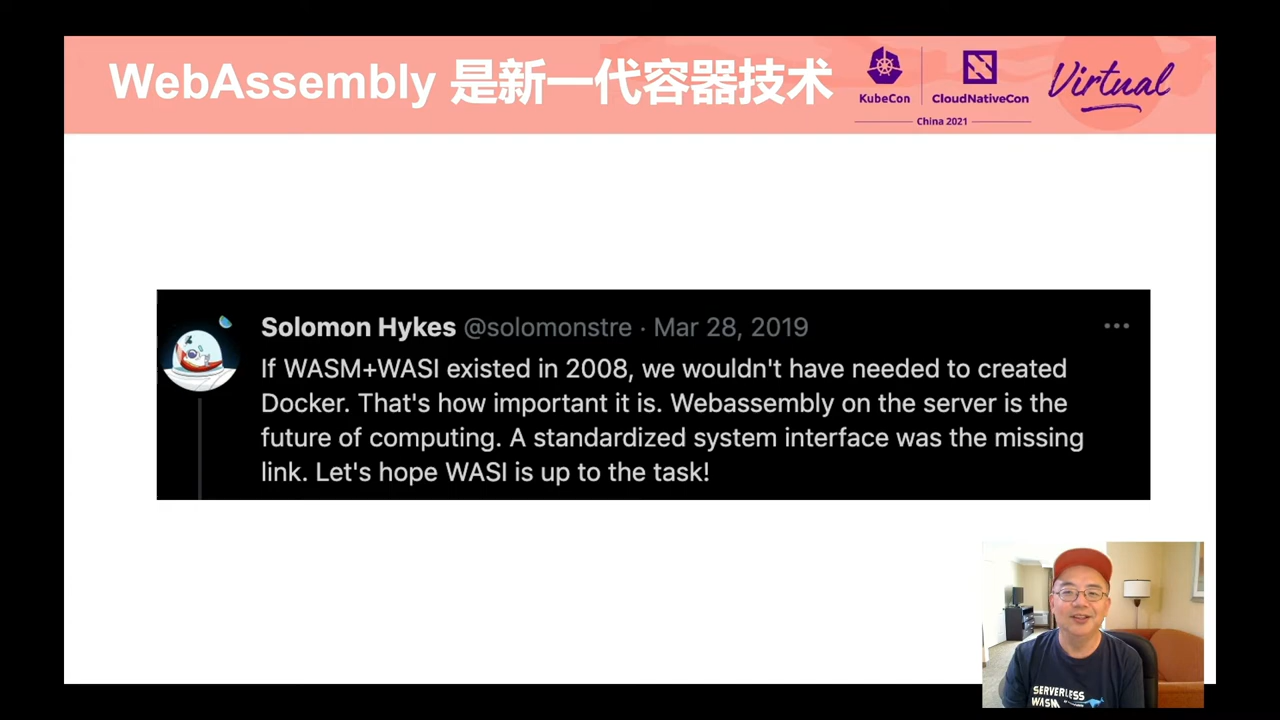 WebAssembly 是新一代容器技术
KubeCon
CloudNativeCon
China 2021
Virtual
Solomon Hykes @solomonstre · Mar 28, 2019
If WASM+WASI existed in 2008, we wouldn't have needed to created
Docker. That's how important it is. Webassembly on the server is the
future of computing. A standardized system interface was the missing
link. Let's hope WASI is up to the task!
SERVERLESS
WASM